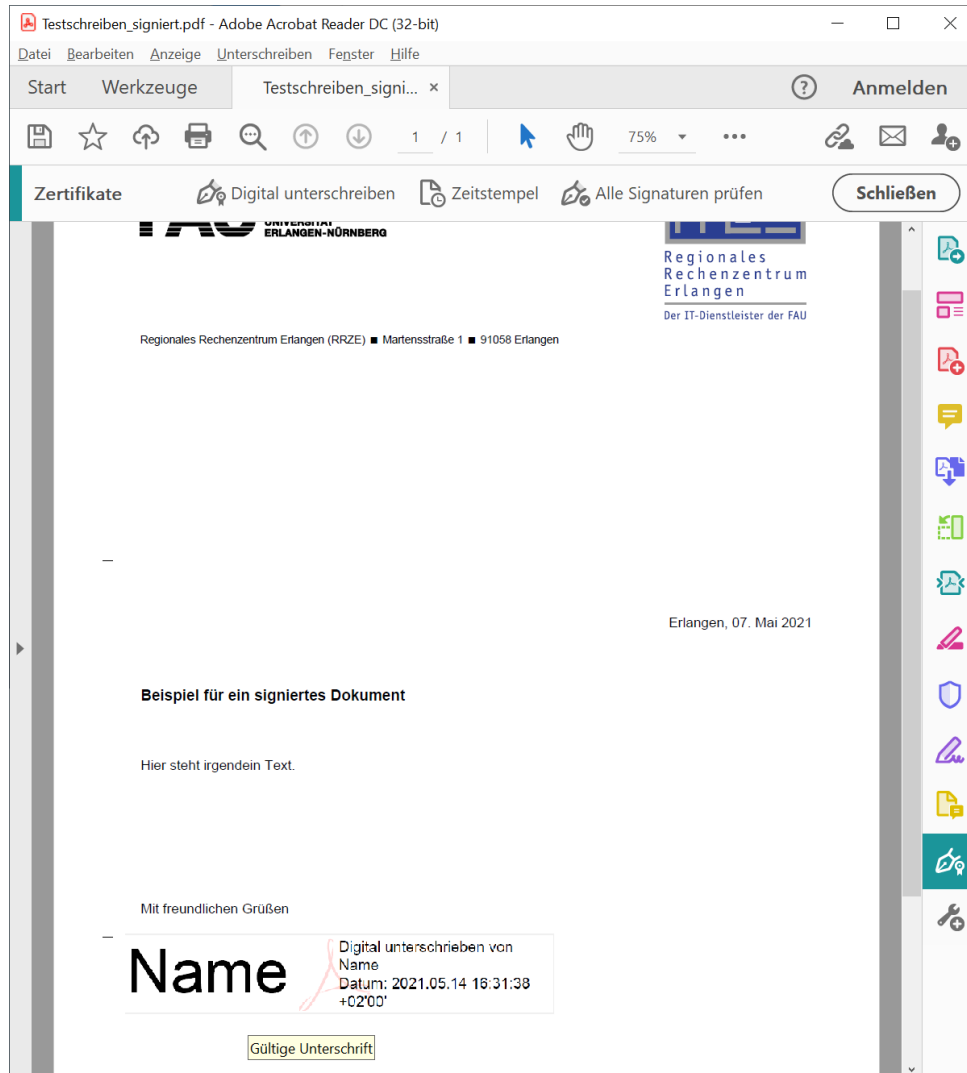 Testschreiben_signiert.pdf - Adobe Acrobat Reader DC (32-bit)
Datei Bearbeiten Anzeige Unterschreiben Fenster Hilfe
Start Werkzeuge Testschreiben_signi... × ? Anmelden
1 / 1 75%
Zertifikate Digital unterschreiben Zeitstempel Alle Signaturen prüfen Schließen
ERLANGEN-NÜRNBERG
Regionales
Rechenzentrum
Erlangen
Der IT-Dienstleister der FAU
Regionales Rechenzentrum Erlangen (RRZE) ■ Martensstraße 1 ■ 91058 Erlangen
Erlangen, 07. Mai 2021
Beispiel für ein signiertes Dokument
Hier steht irgendein Text.
Mit freundlichen Grüßen
Name
Digital unterschrieben von
Name
Datum: 2021.05.14 16:31:38
+02'00'
Gültige Unterschrift